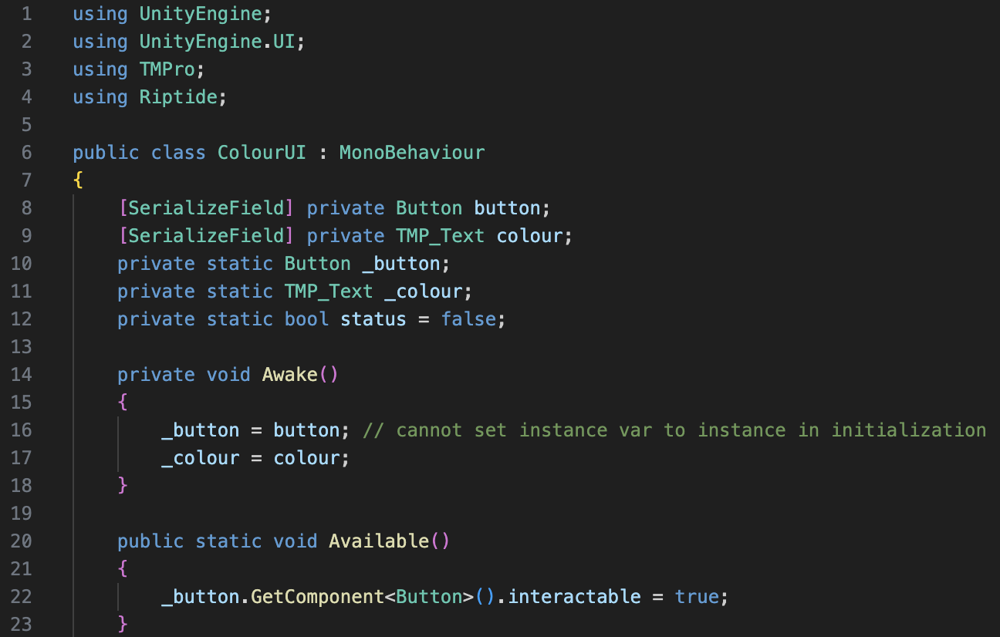 1 using UnityEngine;
2 using UnityEngine.UI;
3 using TMPro;
4 using Riptide;
5
6 public class ColourUI : MonoBehaviour
7 {
8 [SerializeField] private Button button;
9 [SerializeField] private TMP_Text colour;
10 private static Button _button;
11 private static TMP_Text _colour;
12 private static bool status = false;
13
14 private void Awake()
15 {
16 _button = button; // cannot set instance var to instance in initialization
17 _colour = colour;
18 }
19
20 public static void Available()
21 {
22 _button.GetComponent<Button>().interactable = true;
23 }